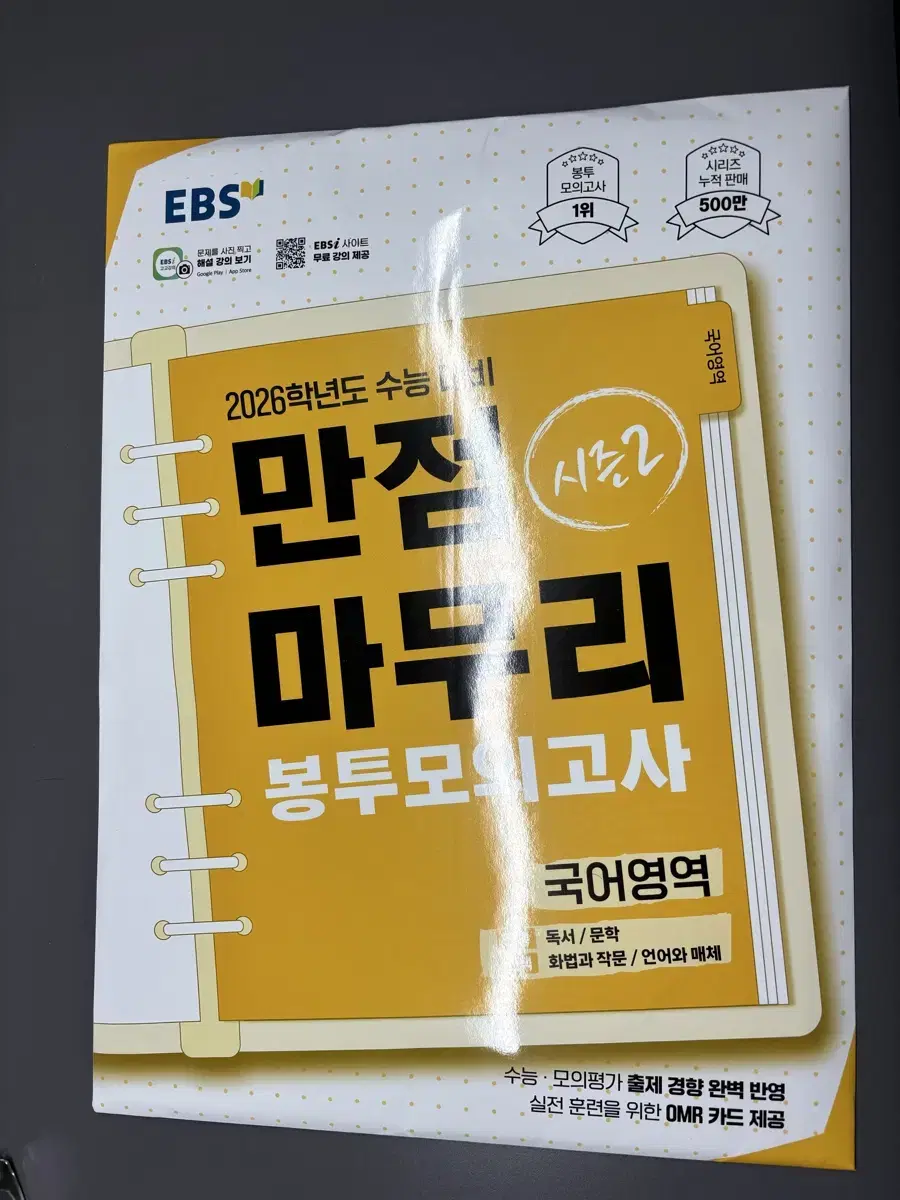 EBS
봉투
모의고사
1위
시리즈
누적 판매
500만
EBSi
고교강의
문제를 사진 찍고
해설 강의 보기
Google Play | App Store
EBSi 사이트
무료 강의 제공
국어영역
2026학년도 수능
만점
시즌2
마무리
봉투모의고사
국어영역
독서 / 문학
화법과 작문 / 언어와 매체
수능 · 모의평가 출제 경향 완벽 반영
실전 훈련을 위한 OMR 카드 제공